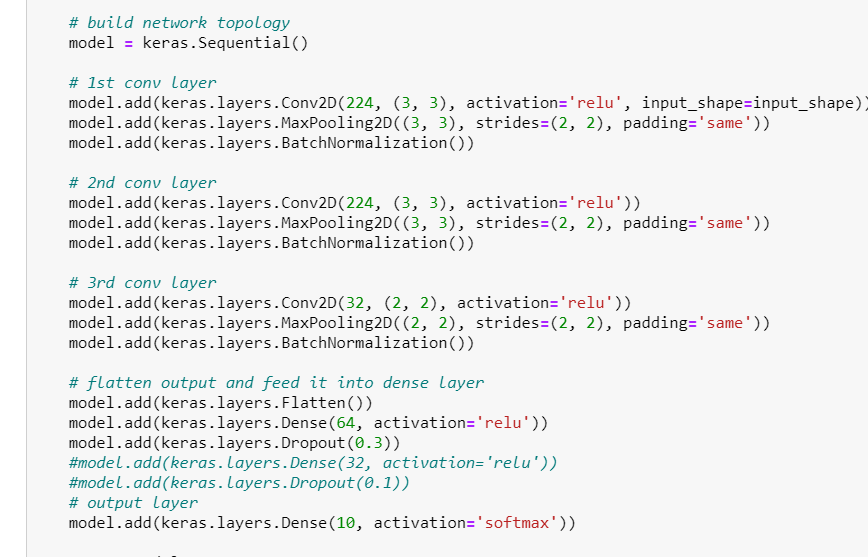 # build network topology
model = keras.Sequential()
# 1st conv layer
model.add(keras.layers.Conv2D(224, (3, 3), activation='relu', input_shape=input_shape))
model.add(keras.layers.MaxPooling2D((3, 3), strides=(2, 2), padding='same'))
model.add(keras.layers.BatchNormalization())
# 2nd conv layer
model.add(keras.layers.Conv2D(224, (3, 3), activation='relu'))
model.add(keras.layers.MaxPooling2D((3, 3), strides=(2, 2), padding='same'))
model.add(keras.layers.BatchNormalization())
# 3rd conv layer
model.add(keras.layers.Conv2D(32, (2, 2), activation='relu'))
model.add(keras.layers.MaxPooling2D((2, 2), strides=(2, 2), padding='same'))
model.add(keras.layers.BatchNormalization())
# flatten output and feed it into dense layer
model.add(keras.layers.Flatten())
model.add(keras.layers.Dense(64, activation='relu'))
model.add(keras.layers.Dropout(0.3))
#model.add(keras.layers.Dense(32, activation='relu'))
#model.add(keras.layers.Dropout(0.1))
# output layer
model.add(keras.layers.Dense(10, activation='softmax'))